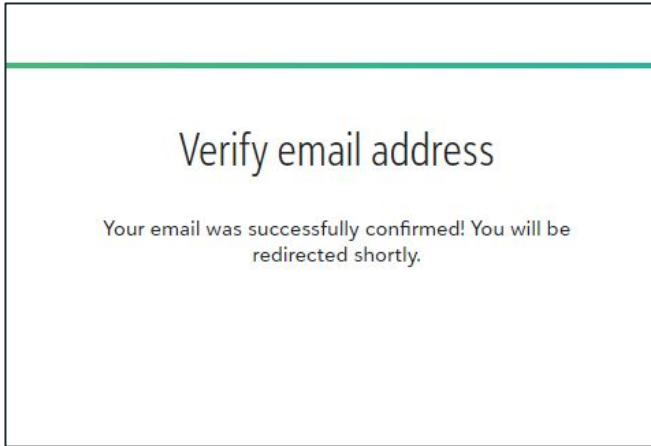 Verify email address
Your email was successfully confirmed! You will be
redirected shortly.